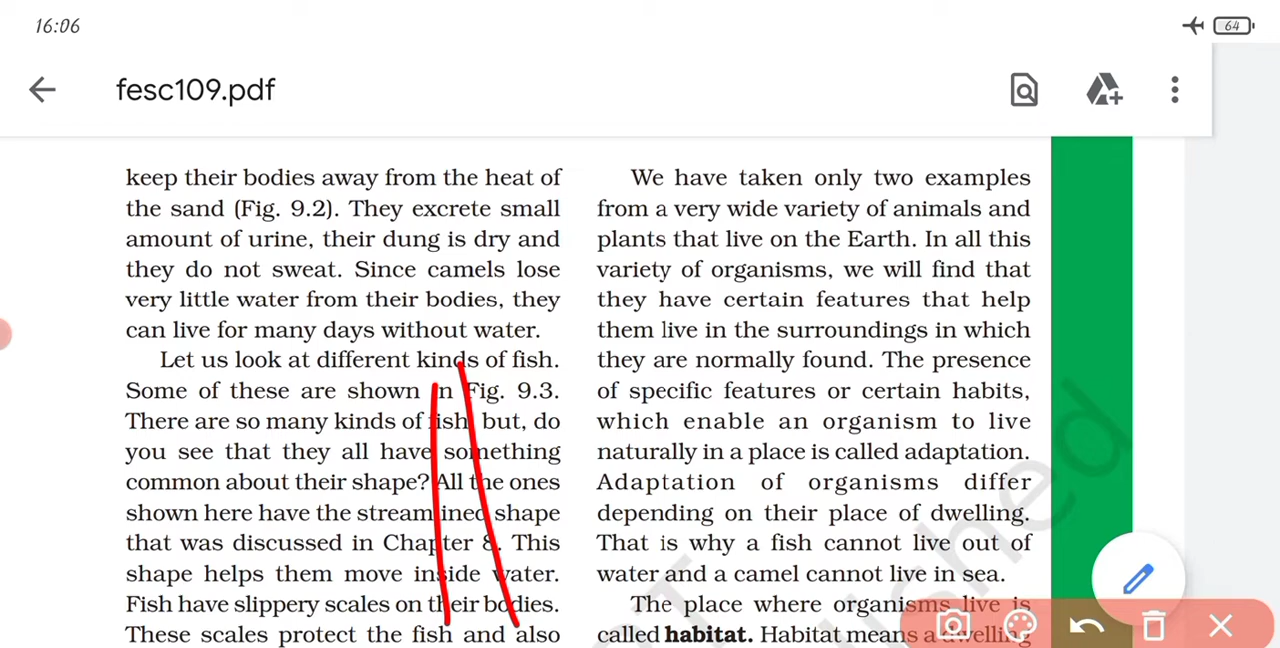 16:06
64
fesc109.pdf
keep their bodies away from the heat of
the sand (Fig. 9.2). They excrete small
amount of urine, their dung is dry and
they do not sweat. Since camels lose
very little water from their bodies, they
can live for many days without water.
Let us look at different kinds of fish.
Some of these are shown in Fig. 9.3.
There are so many kinds of fish, but, do
you see that they all have something
common about their shape? All the ones
shown here have the streamlined shape
that was discussed in Chapter 8. This
shape helps them move inside water.
Fish have slippery scales on their bodies.
These scales protect the fish and also
We have taken only two examples
from a very wide variety of animals and
plants that live on the Earth. In all this
variety of organisms, we will find that
they have certain features that help
them live in the surroundings in which
they are normally found. The presence
of specific features or certain habits,
which enable an organism to live
naturally in a place is called adaptation.
Adaptation of organisms differ
depending on their place of dwelling.
That is why a fish cannot live out of
water and a camel cannot live in sea.
The place where organisms live is
called habitat. Habitat means a dwelling